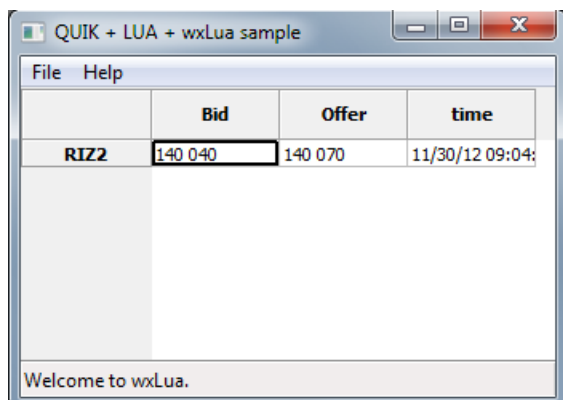 QUIK + LUA + wxLua sample
File Help
Bid Offer time
RIZ2 140 040 140 070 11/30/12 09:04:
Welcome to wxLua.